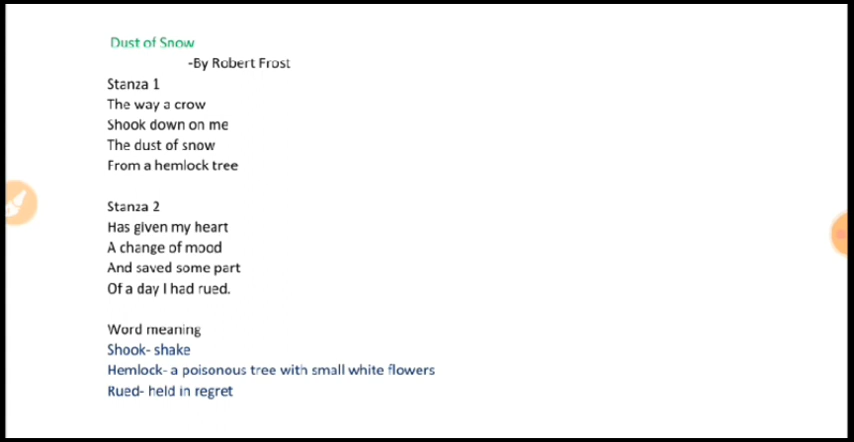 Dust of Snow
-By Robert Frost
Stanza 1
The way a crow
Shook down on me
The dust of snow
From a hemlock tree
Stanza 2
Has given my heart
A change of mood
And saved some part
Of a day I had rued.
Word meaning
Shook- shake
Hemlock- a poisonous tree with small white flowers
Rued- held in regret